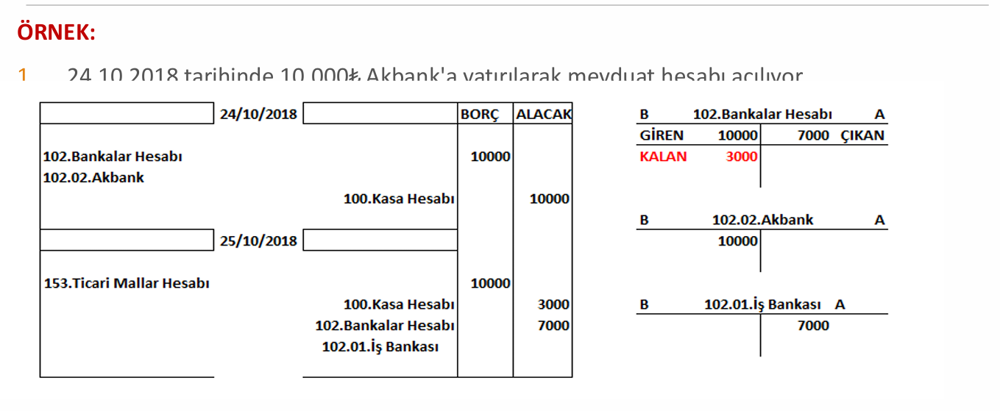 ÖRNEK:
1 24.10.2018 tarihinde 10.000₺ Akbank'a yatırılarak mevduat hesabı açılıyor
24/10/2018 BORÇ ALACAK
102.Bankalar Hesabı 10000
102.02.Akbank
100.Kasa Hesabı 10000
25/10/2018
153.Ticari Mallar Hesabı 10000
100.Kasa Hesabı 3000
102.Bankalar Hesabı 7000
102.01.İş Bankası
B 102.Bankalar Hesabı A
GİREN 10000 7000 ÇIKAN
KALAN 3000
B 102.02.Akbank A
10000
B 102.01.İş Bankası A
7000